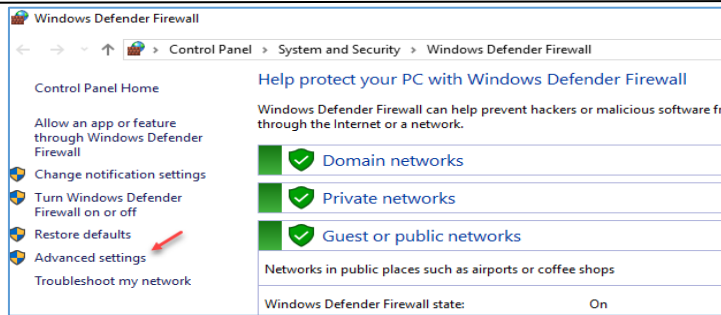 Windows Defender Firewall
Control Panel > System and Security > Windows Defender Firewall
Control Panel Home
Allow an app or feature
through Windows Defender
Firewall
Change notification settings
Turn Windows Defender
Firewall on or off
Restore defaults
Advanced settings
Troubleshoot my network
Help protect your PC with Windows Defender Firewall
Windows Defender Firewall can help prevent hackers or malicious software
through the Internet or a network.
Domain networks
Private networks
Guest or public networks
Networks in public places such as airports or coffee shops
Windows Defender Firewall state: On